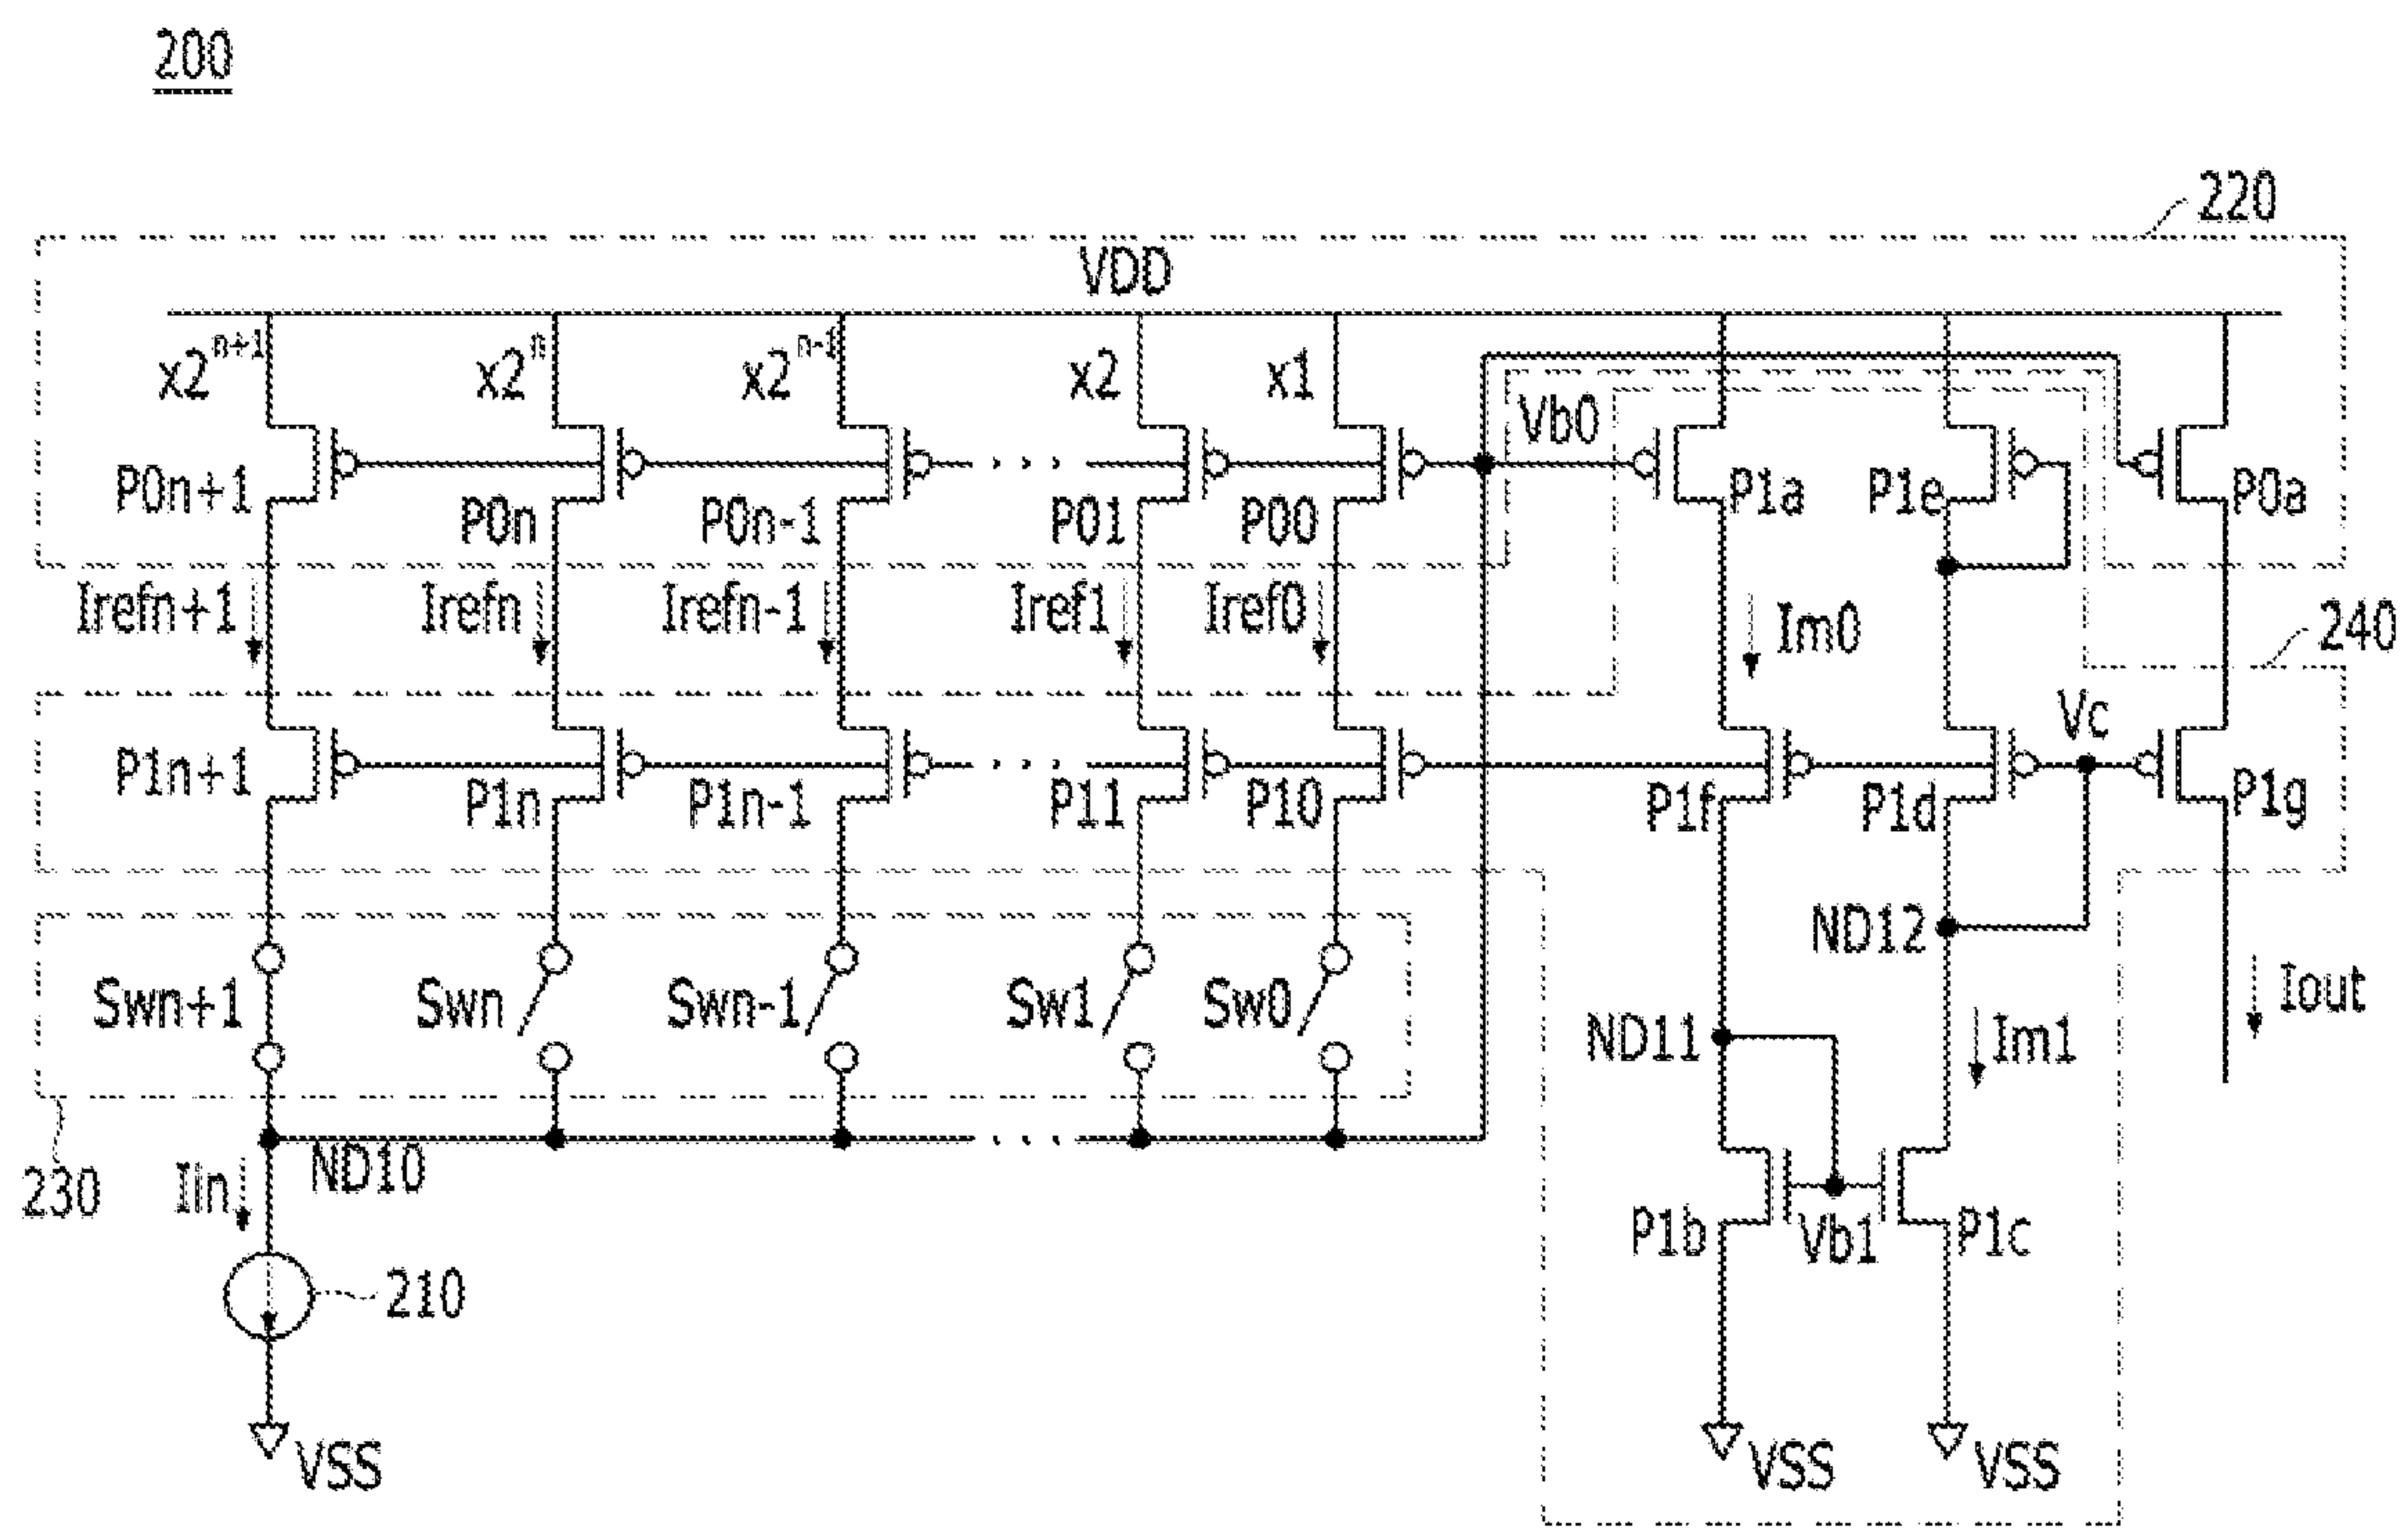 200
220
VDD
x2^{n+1} x2^{n} x2^{n-1} x2 x1
Vb0
P0n+1 P0n P0n-1 P01 P00 P1a P1e P0a
Irefn+1 Irefn Irefn-1 Iref1 Iref0 Im0 240
Vc
P1n+1 P1n P1n-1 P11 P10 P1f P1d P1g
ND12
Swn+1 Swn Swn-1 Sw1 Sw0 Iout
ND11 Im1
230 Iin ND10
P1b Vb1 P1c
210
VSS VSS VSS